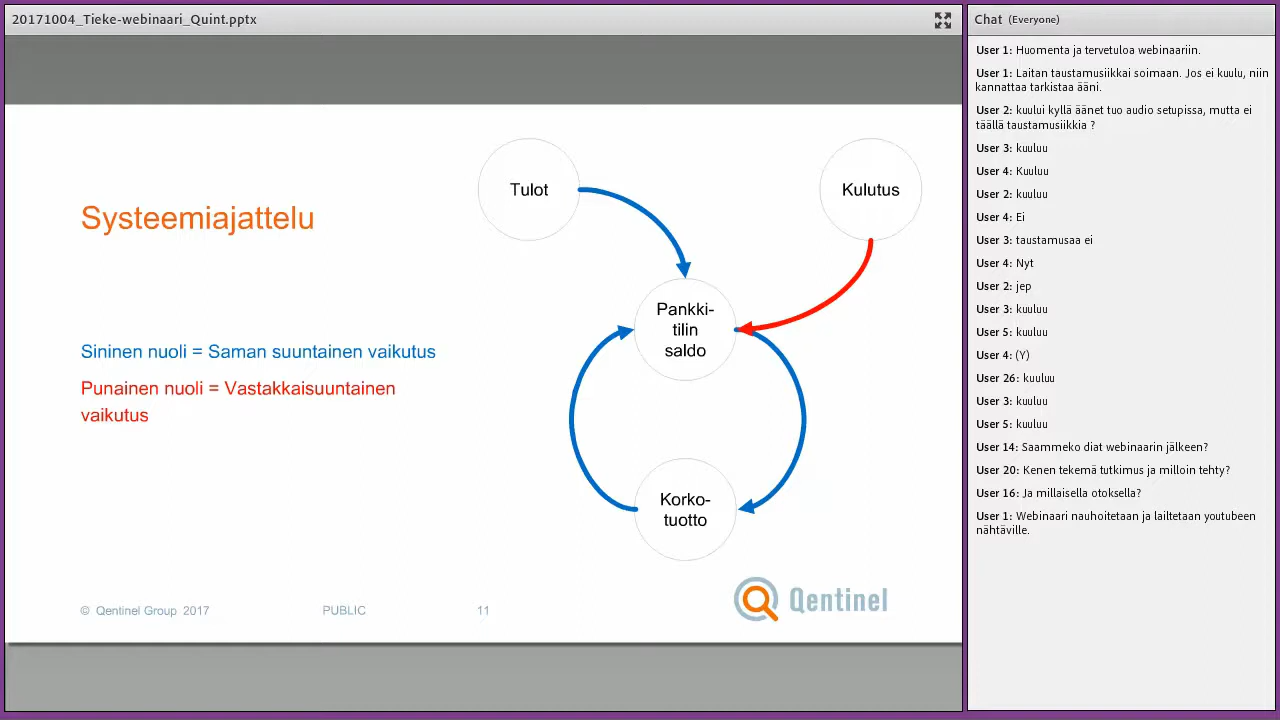 20171004_Tieke-webinaari_Quint.pptx
Systeemiajattelu
Sininen nuoli = Saman suuntainen vaikutus
Punainen nuoli = Vastakkaisuuntainen
vaikutus
Tulot
Kulutus
Pankki-
tilin
saldo
Korko-
tuotto
© Qentinel Group 2017
PUBLIC
11
Qentinel
Chat (Everyone)
User 1: Huomenta ja tervetuloa webinaariin.
User 1: Laitan taustamusiikkai soimaan. Jos ei kuulu, niin
kannattaa tarkistaa ääni.
User 2: kuului kyllä äänet tuo audio setupissa, mutta ei
täällä taustamusiikkia ?
User 3: kuuluu
User 4: Kuuluu
User 2: kuuluu
User 4: Ei
User 3: taustamusaa ei
User 4: Nyt
User 2: jep
User 3: kuuluu
User 5: kuuluu
User 4: (Y)
User 26: kuuluu
User 3: kuuluu
User 5: kuuluu
User 14: Saammeko diat webinaarin jälkeen?
User 20: Kenen tekemä tutkimus ja milloin tehty?
User 16: Ja millaisella otoksella?
User 1: Webinaari nauhoitetaan ja lailtetaan youtubeen
nähtäville.